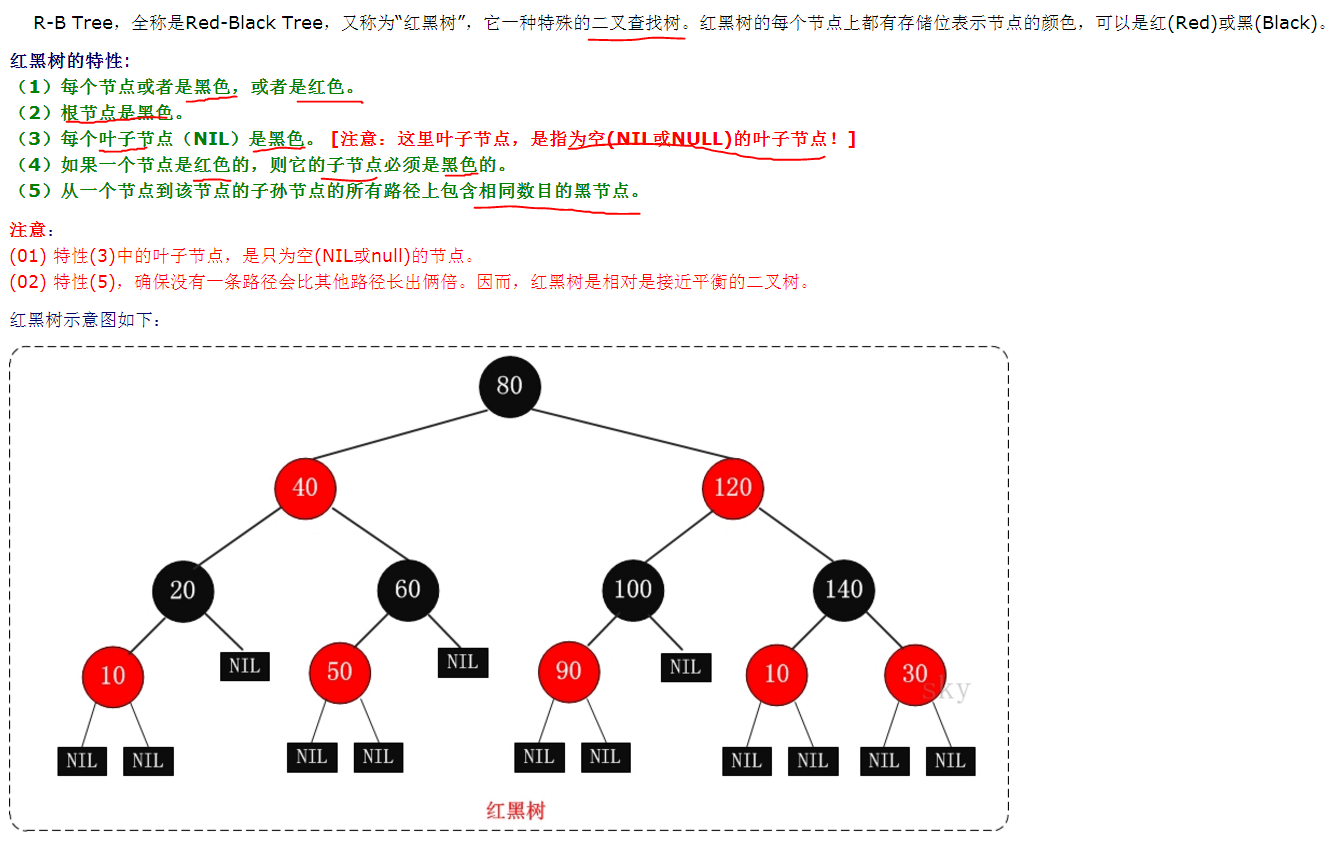 R-B Tree，全称是Red-Black Tree，又称为“红黑树”，它一种特殊的二叉查找树。红黑树的每个节点上都有存储位表示节点的颜色，可以是红(Red)或黑(Black)。
红黑树的特性:
（1）每个节点或者是黑色，或者是红色。
（2）根节点是黑色。
（3）每个叶子节点（NIL）是黑色。 [注意：这里叶子节点，是指为空(NIL或NULL)的叶子节点！]
（4）如果一个节点是红色的，则它的子节点必须是黑色的。
（5）从一个节点到该节点的子孙节点的所有路径上包含相同数目的黑节点。
注意：
(01) 特性(3)中的叶子节点，是只为空(NIL或null)的节点。
(02) 特性(5)，确保没有一条路径会比其他路径长出俩倍。因而，红黑树是相对是接近平衡的二叉树。
红黑树示意图如下：
80
40 120
20 60 100 140
10 NIL 50 NIL 90 NIL 10 30
sky
NIL NIL NIL NIL NIL NIL NIL NIL NIL NIL
红黑树